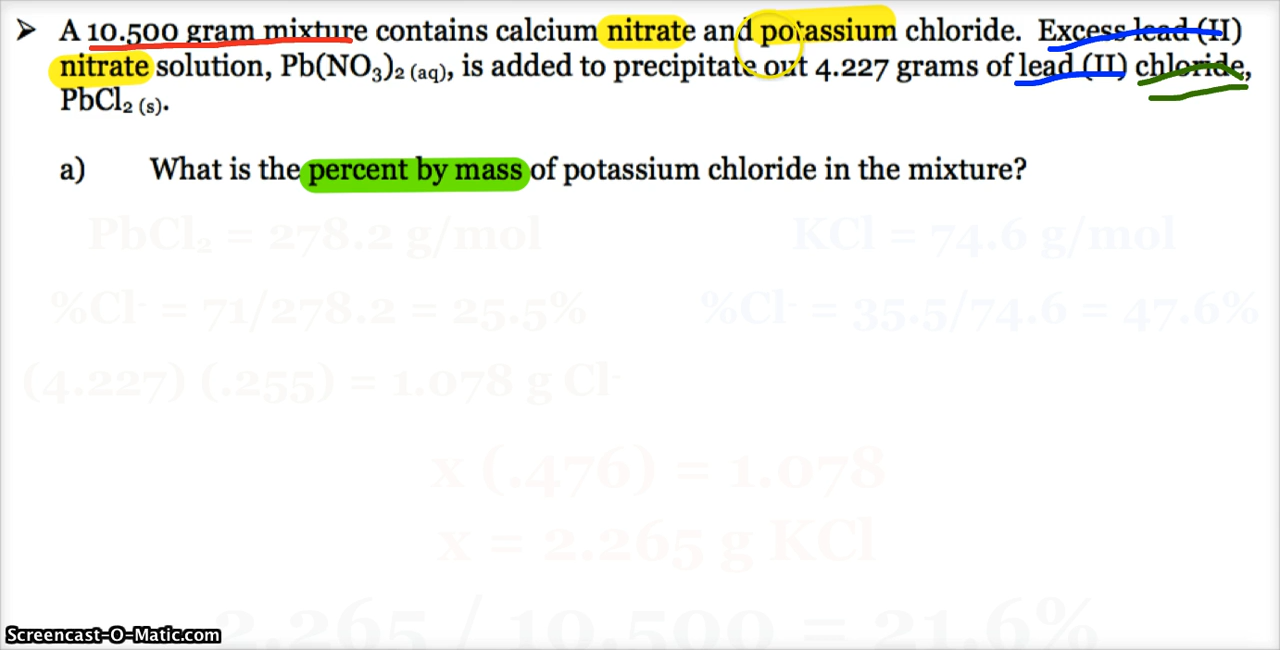 ➢ A 10.500 gram mixture contains calcium nitrate and potassium chloride. Excess lead (II)
nitrate solution, Pb(NO₃)₂ (aq), is added to precipitate out 4.227 grams of lead (II) chloride,
PbCl₂ (s).
a) What is the percent by mass of potassium chloride in the mixture?
PbCl₂ = 278.2 g/mol KCl = 74.6 g/mol
%Cl⁻ = 71/278.2 = 25.5% %Cl⁻ = 35.5/74.6 = 47.6%
(4.227) (.255) = 1.078 g Cl⁻
x (.476) = 1.078
x = 2.265 g KCl
2.265 / 10.500 = 21.6%
Screencast-O-Matic.com